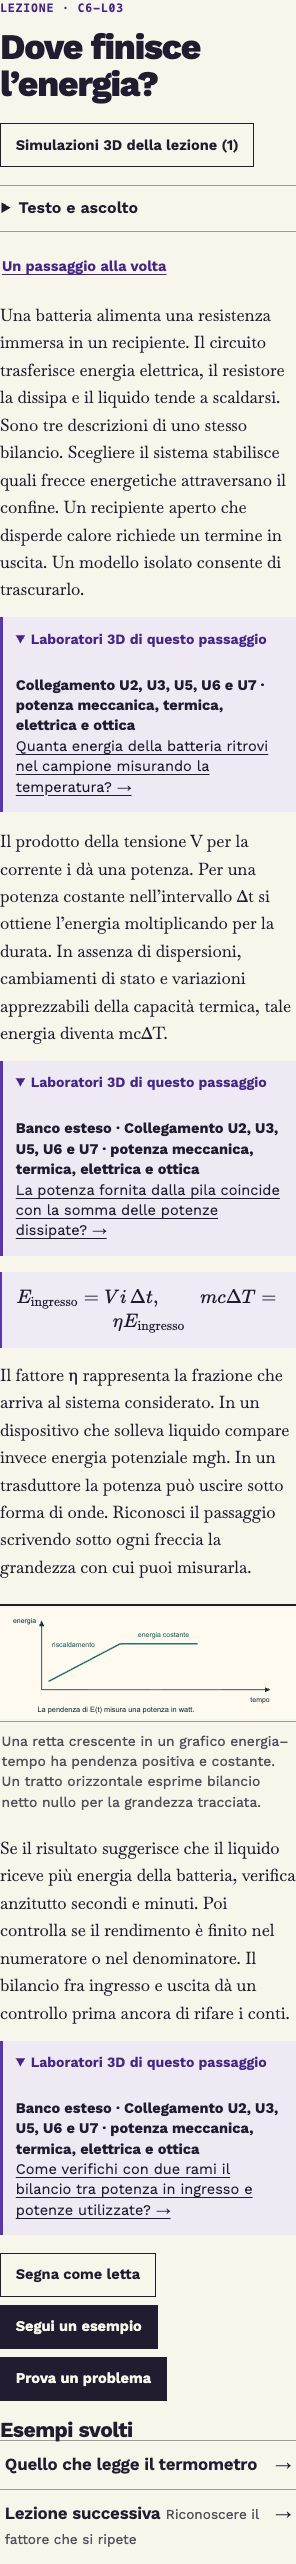 LEZIONE · C6–L03
Dove finisce
l’energia?
Simulazioni 3D della lezione (1)
▶ Testo e ascolto
Un passaggio alla volta
Una batteria alimenta una resistenza
immersa in un recipiente. Il circuito
trasferisce energia elettrica, il resistore
la dissipa e il liquido tende a scaldarsi.
Sono tre descrizioni di uno stesso
bilancio. Scegliere il sistema stabilisce
quali frecce energetiche attraversano il
confine. Un recipiente aperto che
disperde calore richiede un termine in
uscita. Un modello isolato consente di
trascurarlo.
▼ Laboratori 3D di questo passaggio
Collegamento U2, U3, U5, U6 e U7 ·
potenza meccanica, termica,
elettrica e ottica
Quanta energia della batteria ritrovi
nel campione misurando la
temperatura? →
Il prodotto della tensione V per la
corrente i dà una potenza. Per una
potenza costante nell’intervallo Δt si
ottiene l’energia moltiplicando per la
durata. In assenza di dispersioni,
cambiamenti di stato e variazioni
apprezzabili della capacità termica, tale
energia diventa mcΔT.
▼ Laboratori 3D di questo passaggio
Banco esteso · Collegamento U2, U3,
U5, U6 e U7 · potenza meccanica,
termica, elettrica e ottica
La potenza fornita dalla pila coincide
con la somma delle potenze
dissipate? →
E_ingresso = V i Δt, mcΔT =
ηE_ingresso
Il fattore η rappresenta la frazione che
arriva al sistema considerato. In un
dispositivo che solleva liquido compare
invece energia potenziale mgh. In un
trasduttore la potenza può uscire sotto
forma di onde. Riconosci il passaggio
scrivendo sotto ogni freccia la
grandezza con cui puoi misurarla.
energia
energia costante
riscaldamento
tempo
La pendenza di E(t) misura una potenza in watt.
Una retta crescente in un grafico energia–
tempo ha pendenza positiva e costante.
Un tratto orizzontale esprime bilancio
netto nullo per la grandezza tracciata.
Se il risultato suggerisce che il liquido
riceve più energia della batteria, verifica
anzitutto secondi e minuti. Poi
controlla se il rendimento è finito nel
numeratore o nel denominatore. Il
bilancio fra ingresso e uscita dà un
controllo prima ancora di rifare i conti.
▼ Laboratori 3D di questo passaggio
Banco esteso · Collegamento U2, U3,
U5, U6 e U7 · potenza meccanica,
termica, elettrica e ottica
Come verifichi con due rami il
bilancio tra potenza in ingresso e
potenze utilizzate? →
Segna come letta
Segui un esempio
Prova un problema
Esempi svolti
Quello che legge il termometro →
Lezione successiva Riconoscere il →
fattore che si ripete